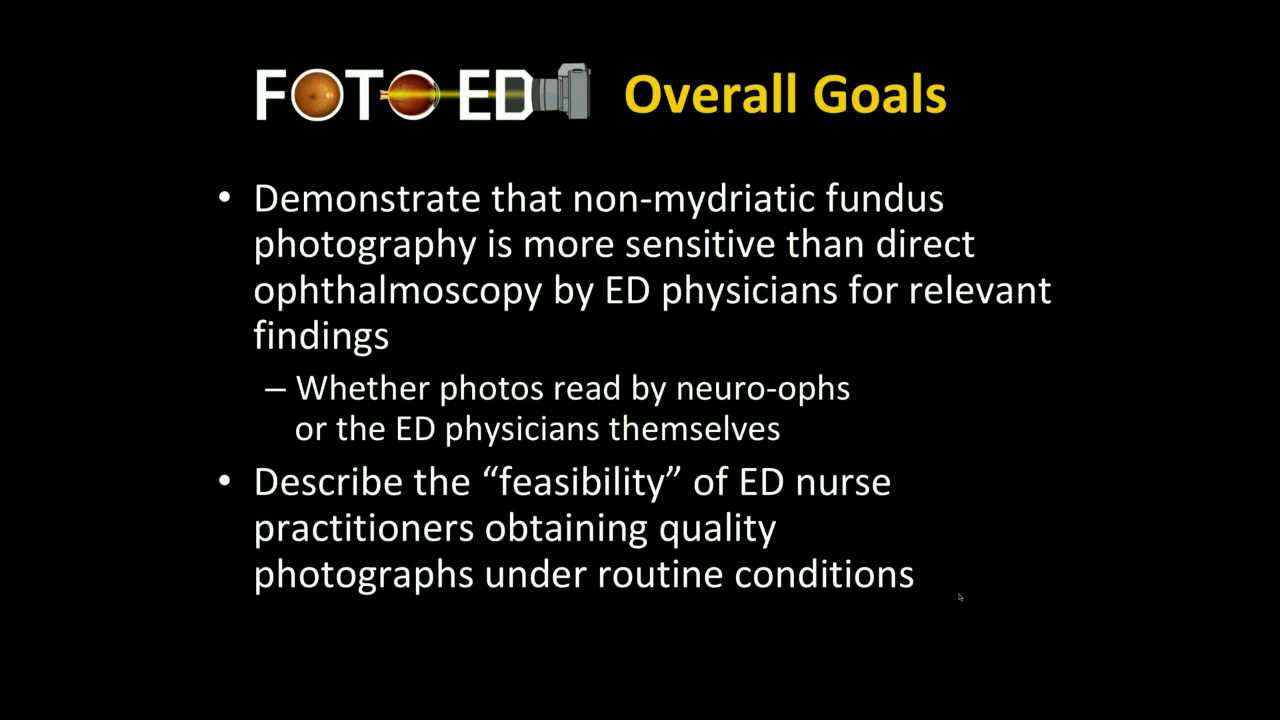 FOTO ED Overall Goals
• Demonstrate that non-mydriatic fundus
photography is more sensitive than direct
ophthalmoscopy by ED physicians for relevant
findings
– Whether photos read by neuro-ophs
or the ED physicians themselves
• Describe the “feasibility” of ED nurse
practitioners obtaining quality
photographs under routine conditions